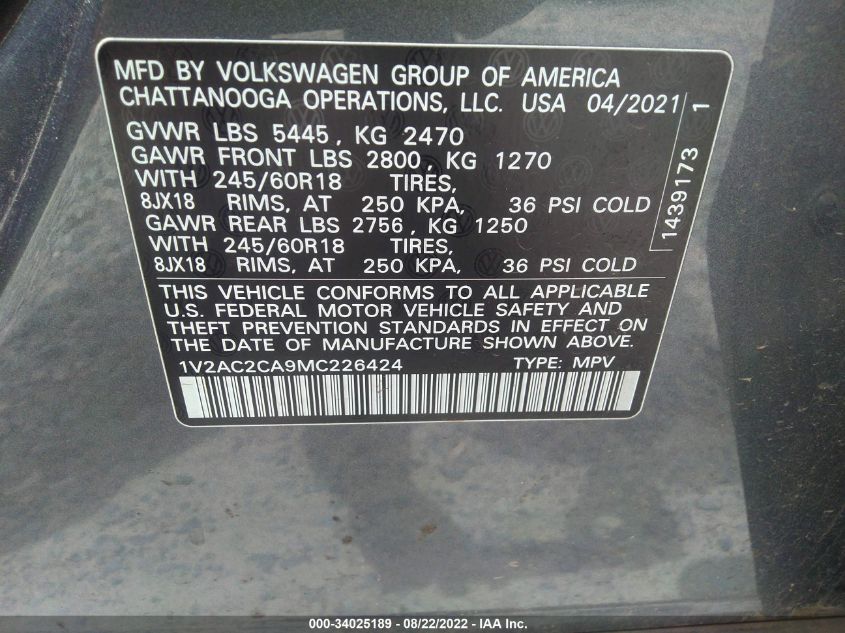 MFD BY VOLKSWAGEN GROUP OF AMERICA
CHATTANOOGA OPERATIONS, LLC. USA 04/2021
GVWR LBS 5445, KG 2470
GAWR FRONT LBS 2800, KG 1270
WITH 245/60R18 TIRES,
8JX18 RIMS, AT 250 KPA, 36 PSI COLD
GAWR REAR LBS 2756, KG 1250
WITH 245/60R18 TIRES,
8JX18 RIMS, AT 250 KPA, 36 PSI COLD
THIS VEHICLE CONFORMS TO ALL APPLICABLE
U.S. FEDERAL MOTOR VEHICLE SAFETY AND
THEFT PREVENTION STANDARDS IN EFFECT ON
THE DATE OF MANUFACTURE SHOWN ABOVE.
1V2AC2CA9MC226424 TYPE: MPV
1439173 1
000-34025189 - 08/22/2022 - IAA Inc.